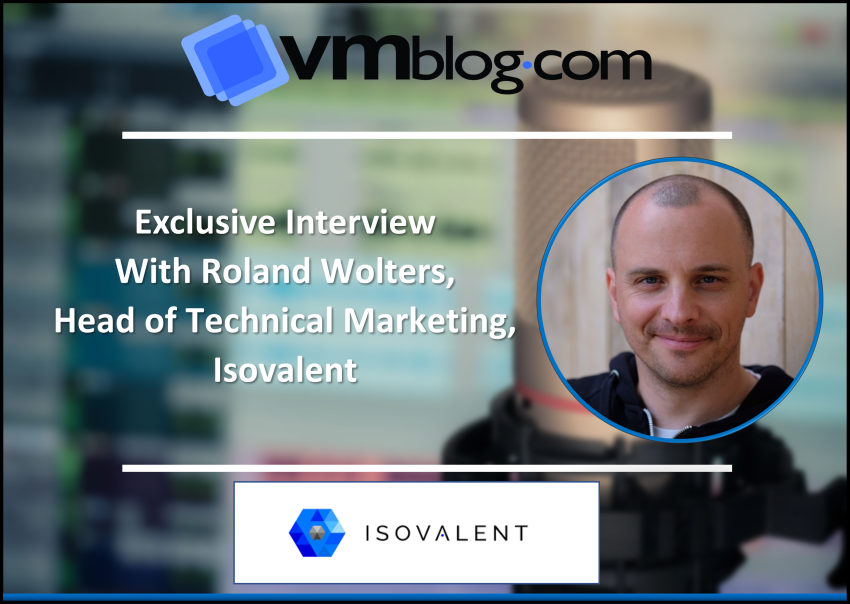 vmblog.com
Exclusive Interview
With Roland Wolters,
Head of Technical Marketing,
Isovalent
ISOVALENT